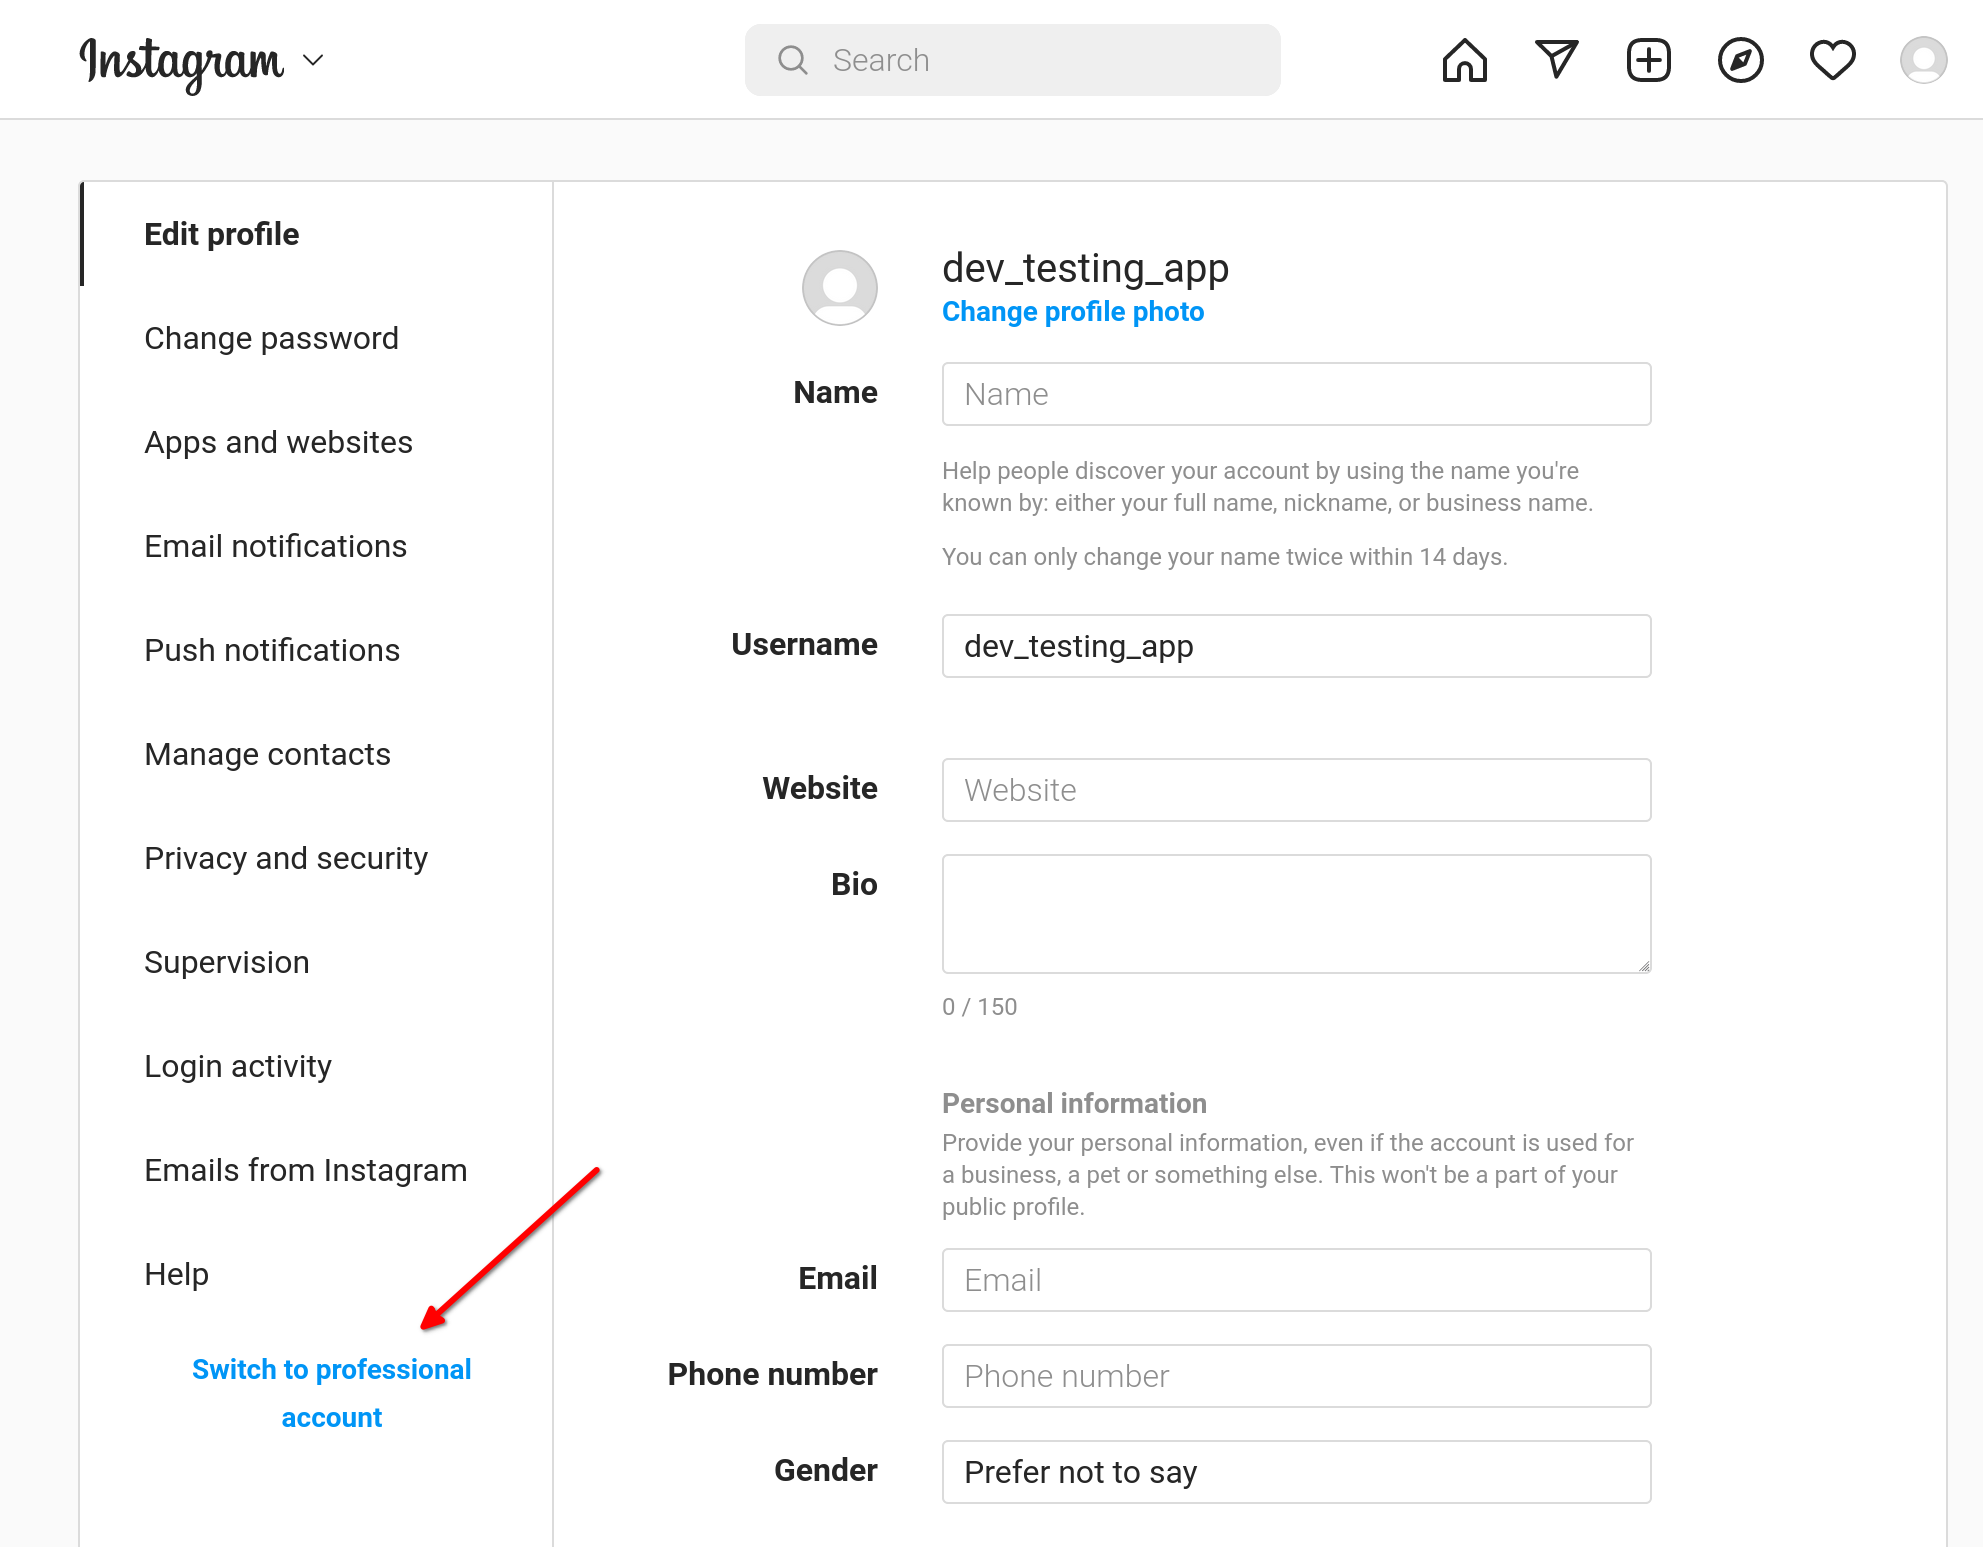 Instagram
Search
Edit profile
Change password
Apps and websites
Email notifications
Push notifications
Manage contacts
Privacy and security
Supervision
Login activity
Emails from Instagram
Help
Switch to professional
account
dev_testing_app
Change profile photo
Name
Name
Help people discover your account by using the name you're
known by: either your full name, nickname, or business name.
You can only change your name twice within 14 days.
Username
dev_testing_app
Website
Website
Bio
0 / 150
Personal information
Provide your personal information, even if the account is used for
a business, a pet or something else. This won't be a part of your
public profile.
Email
Email
Phone number
Phone number
Gender
Prefer not to say